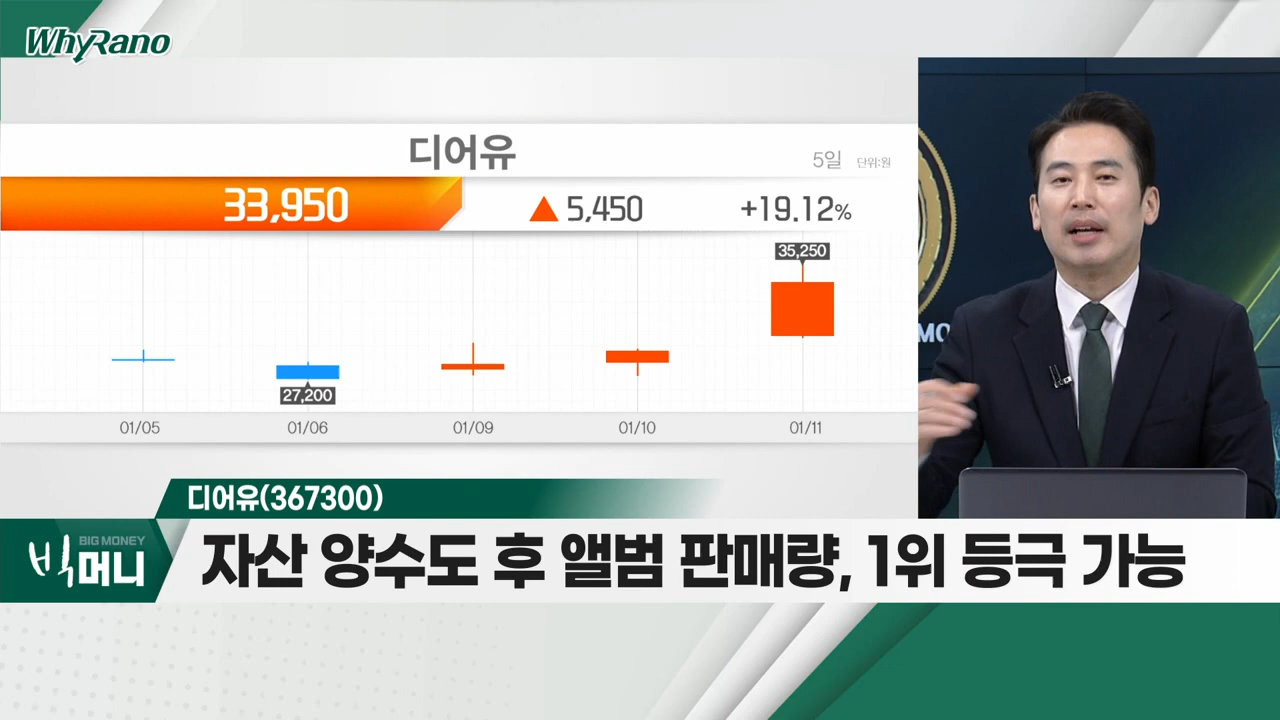 WhyRano
디어유
5일 단위:원
33,950 ▲ 5,450 +19.12%
35,250
27,200
01/05 01/06 01/09 01/10 01/11
MO
디어유(367300)
BIG MONEY
빅머니
자산 양수도 후 앨범 판매량, 1위 등극 가능